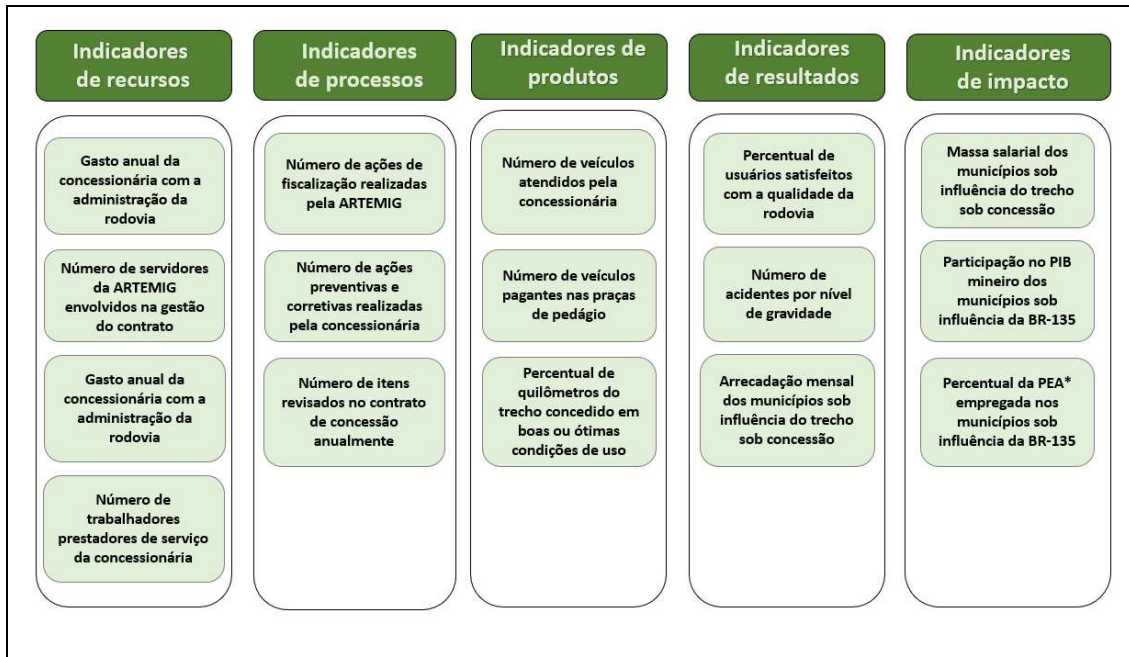 Indicadores
de recursos
Gasto anual da
concessionária com a
administração da
rodovia
Número de servidores
da ARTEMIG
envolvidos na gestão
do contrato
Gasto anual da
concessionária com a
administração da
rodovia
Número de
trabalhadores
prestadores de serviço
da concessionária
Indicadores
de processos
Número de ações de
fiscalização realizadas
pela ARTEMIG
Número de ações
preventivas e
corretivas realizadas
pela concessionária
Número de itens
revisados no contrato
de concessão
anualmente
Indicadores de
produtos
Número de veículos
atendidos pela
concessionária
Número de veículos
pagantes nas praças
de pedágio
Percentual de
quilômetros do
trecho concedido em
boas ou ótimas
condições de uso
Indicadores
de resultados
Percentual de
usuários satisfeitos
com a qualidade da
rodovia
Número de
acidentes por nível
de gravidade
Arrecadação mensal
dos municípios sob
influência do trecho
sob concessão
Indicadores
de impacto
Massa salarial dos
municípios sob
influência do trecho
sob concessão
Participação no PIB
mineiro dos
municípios sob
influência da BR-135
Percentual da PEA*
empregada nos
municípios sob
influência da BR-135